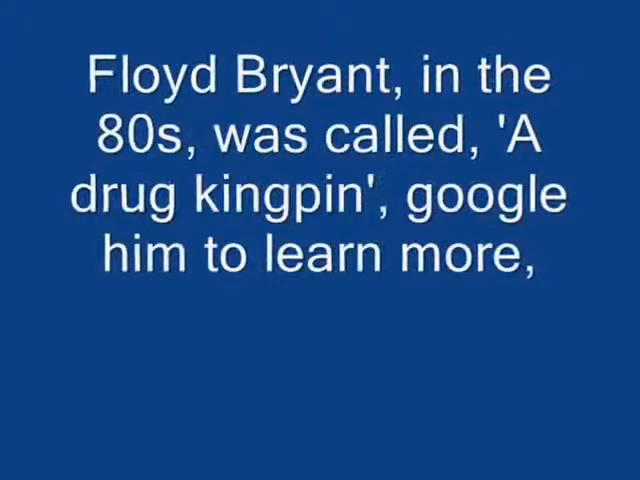 Floyd Bryant, in the
80s, was called, 'A
drug kingpin', google
him to learn more,